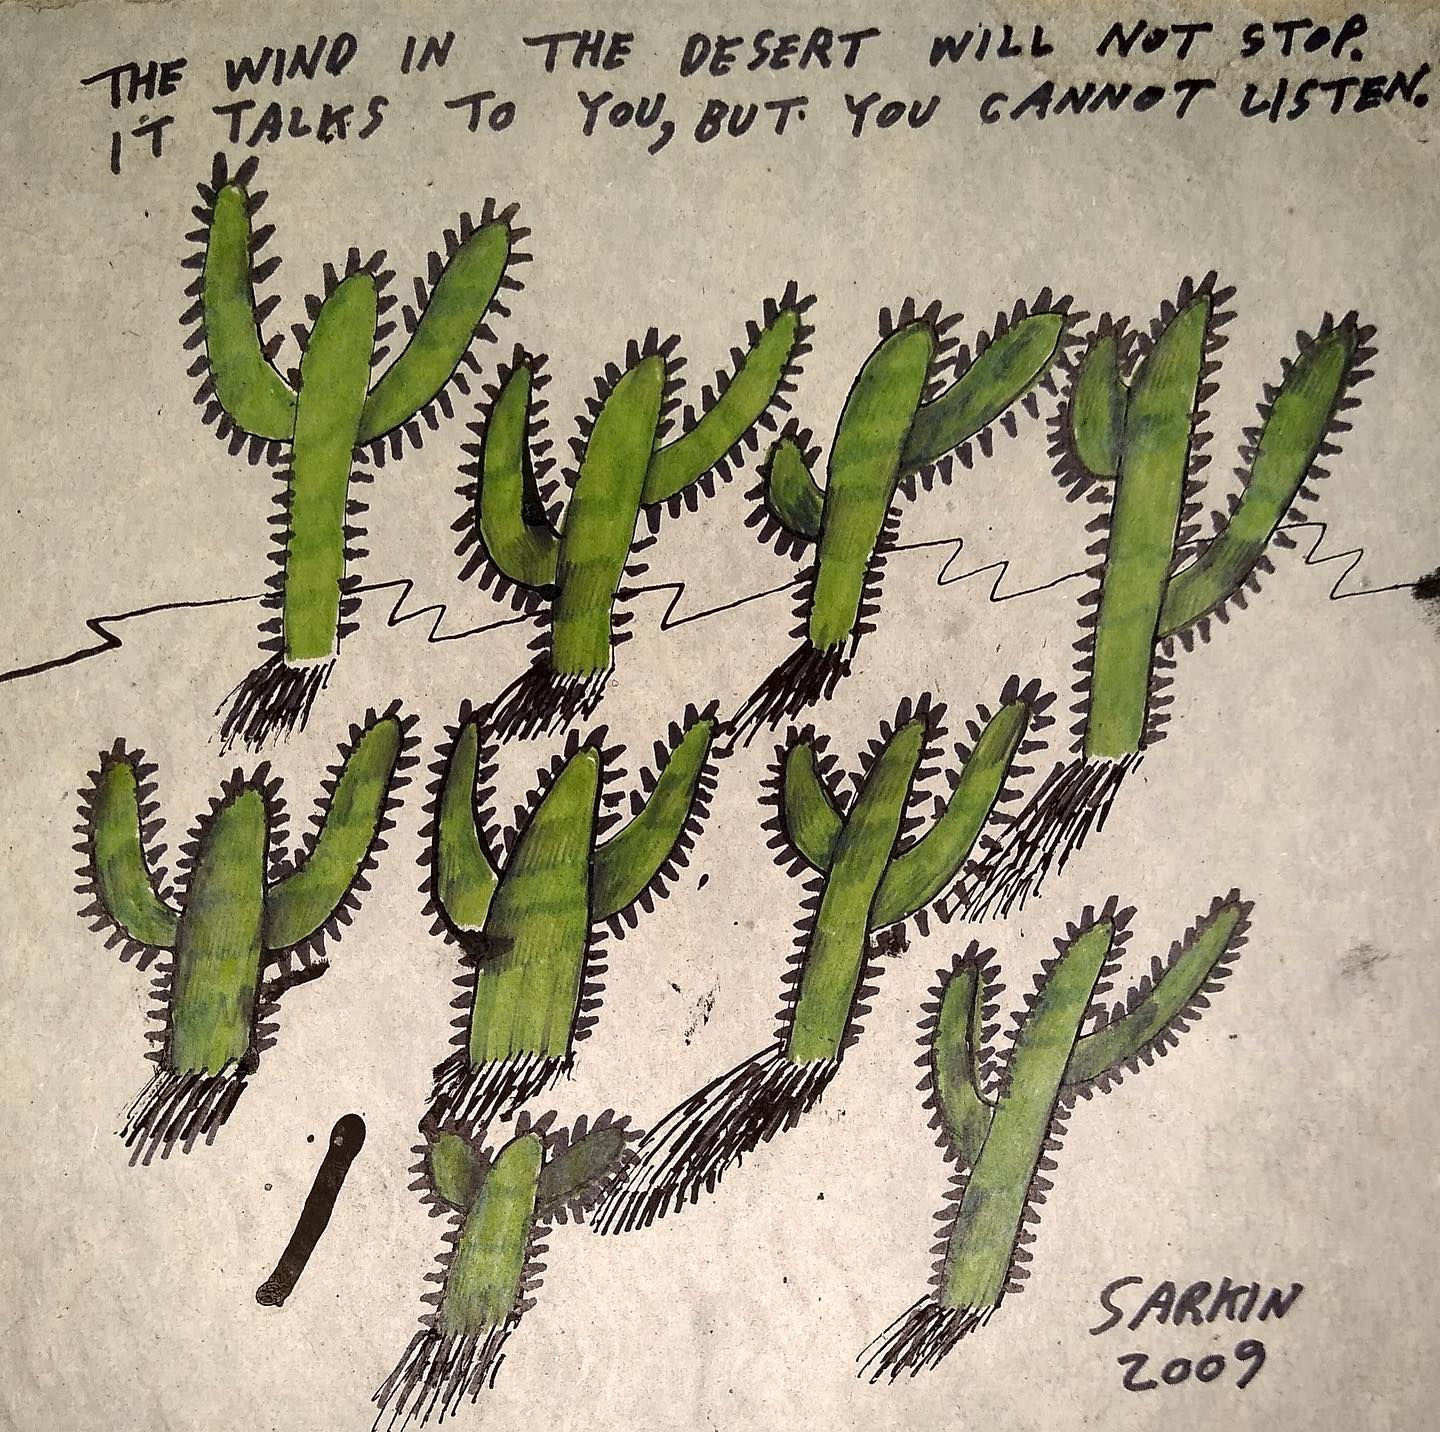 THE WIND IN THE DESERT WILL NOT STOP.
IT TALKS TO YOU, BUT YOU CANNOT LISTEN.
SARKIN
2009